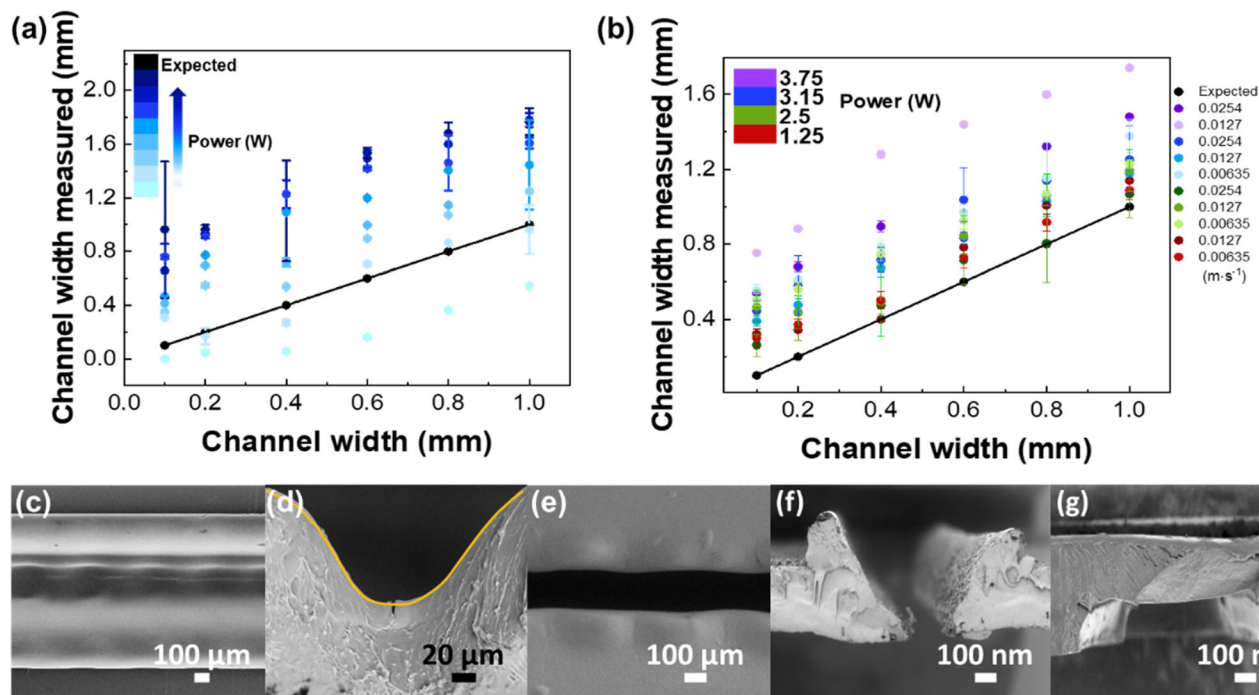 (a)
Channel width measured (mm)
2.0
1.6
1.2
0.8
0.4
0.0
Expected
Power (W)
0.0
0.2
0.4
0.6
0.8
1.0
Channel width (mm)
(b)
Channel width measured (mm)
1.6
1.2
0.8
0.4
3.75
3.15
2.5
1.25
Power (W)
0.2
0.4
0.6
0.8
1.0
Channel width (mm)
Expected
0.0254
0.0127
0.0254
0.0127
0.00635
0.0254
0.0127
0.00635
0.0127
0.00635
(m·s⁻¹)
(c)
100 µm
(d)
20 µm
(e)
100 µm
(f)
100 nm
(g)
100 n